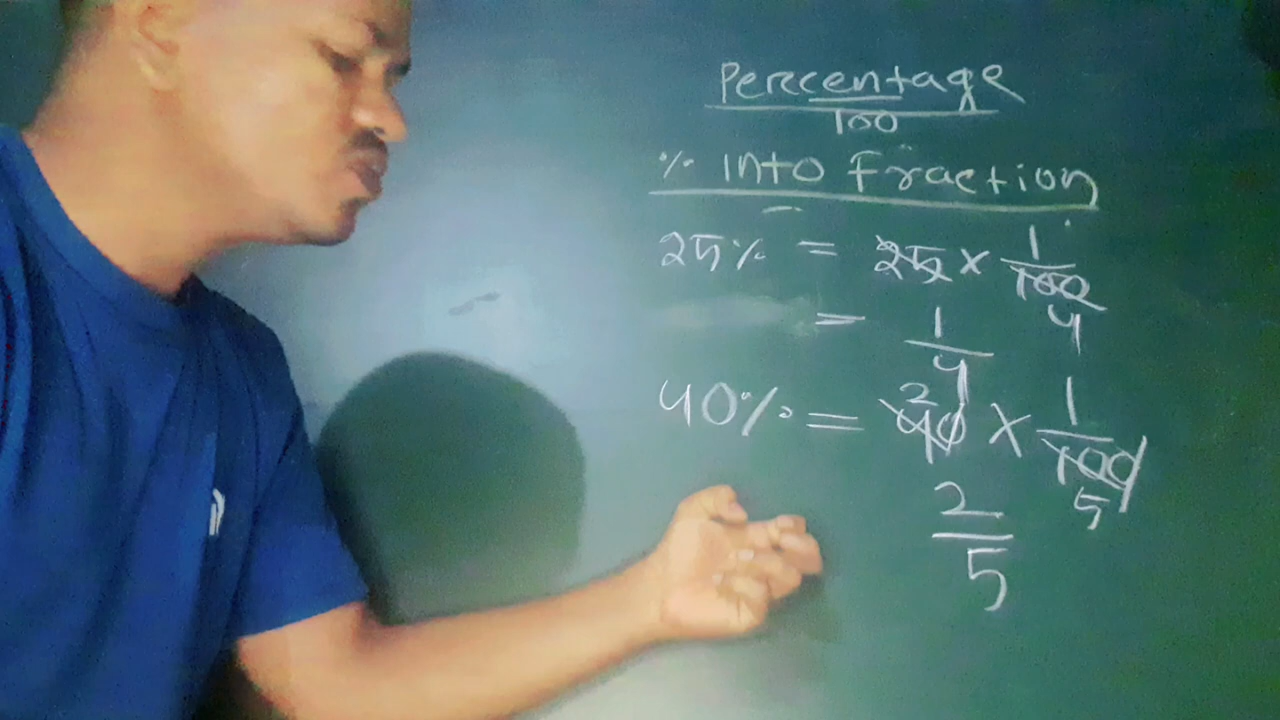 Percentage
100
% Into Fraction
25% = 25 × 1/100 4
= 1/4
40% = 40 2 × 1/100 5
2/5